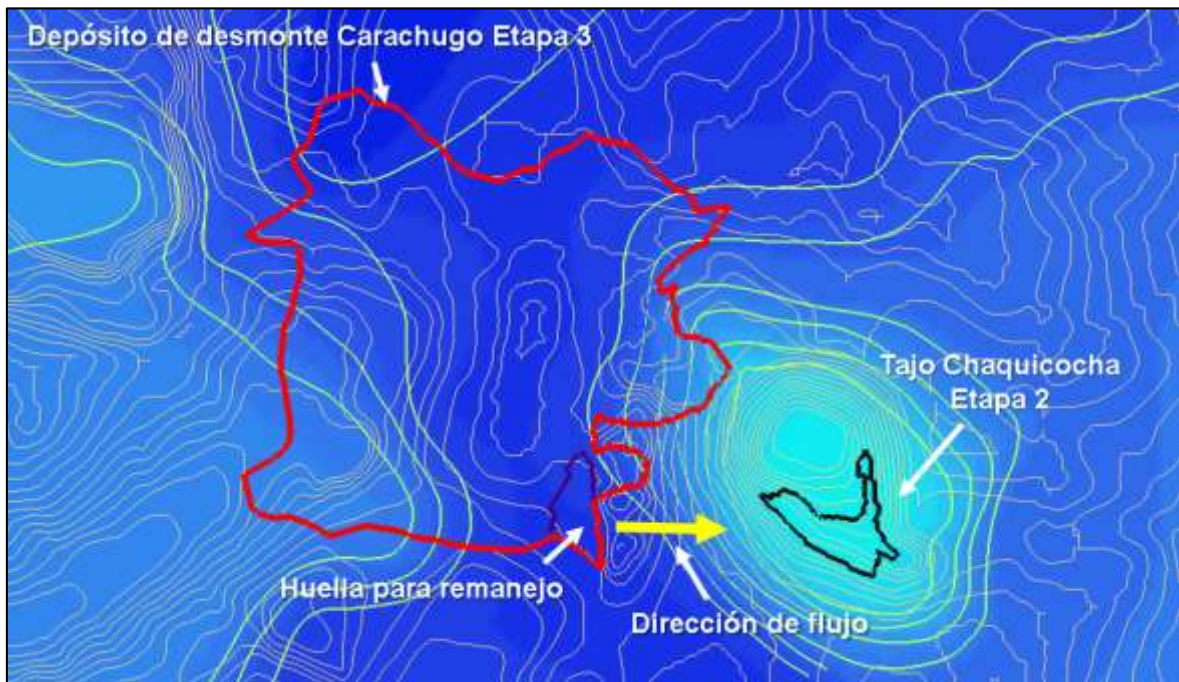 Depósito de desmonte Carachugo Etapa 3
Tajo Chaquicocha
Etapa 2
Huella para remanejo
Dirección de flujo